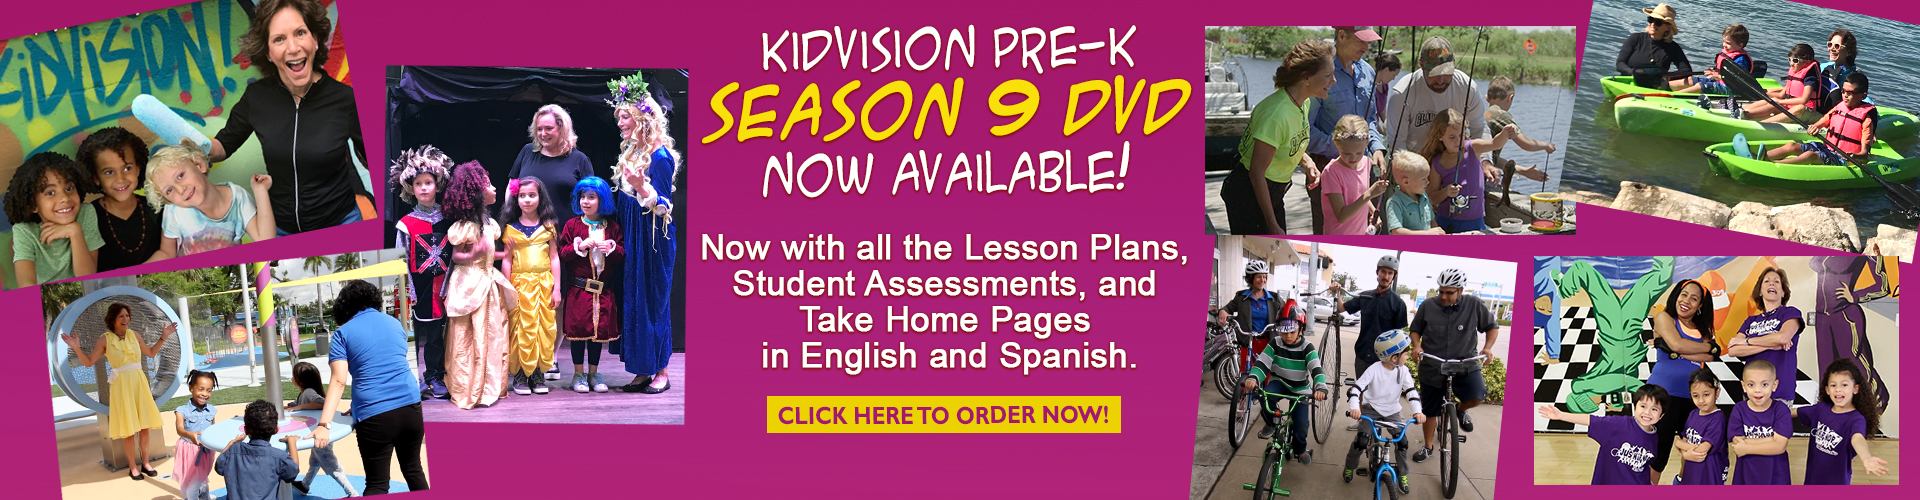 KIDVISION!
KIDVISION PRE-K
SEASON 9 DVD
NOW AVAILABLE!
Now with all the Lesson Plans,
Student Assessments, and
Take Home Pages
in English and Spanish.
CLICK HERE TO ORDER NOW!